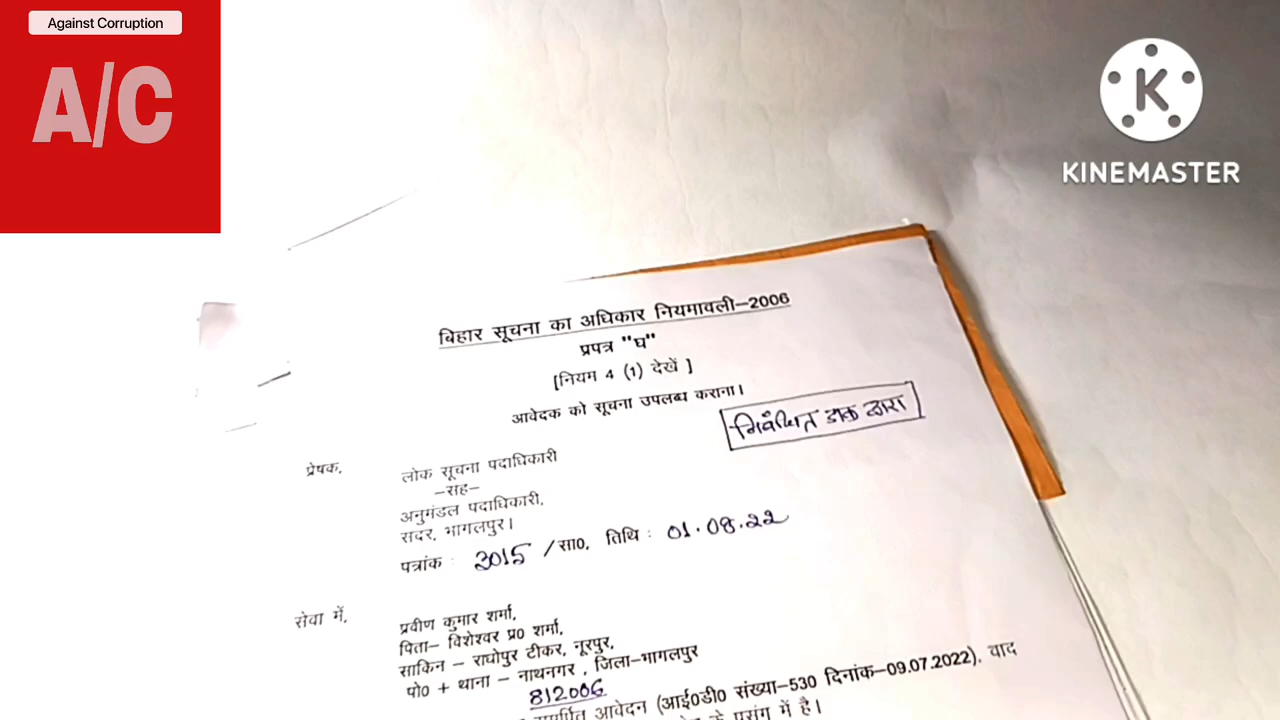 Against Corruption
A/C
K
KINEMASTER
बिहार सूचना का अधिकार नियमावली–2006
प्रपत्र "घ"
[नियम 4 (1) देखें ]
आवेदक को सूचना उपलब्ध कराना।
निबंधित डाक द्वारा
प्रेषक,
लोक सूचना पदाधिकारी
–सह–
अनुमंडल पदाधिकारी,
सदर, भागलपुर।
पत्रांक : 3015 /सा0, तिथि : 01.08.22
सेवा में,
प्रवीण कुमार शर्मा,
पिता– विशेश्वर प्र0 शर्मा,
साकिन – राघोपुर टीकर, नूरपुर,
पो0 + थाना – नाथनगर , जिला–भागलपुर
812006
समर्पित आवेदन (आई0डी0 संख्या–530 दिनांक–09.07.2022), वाद
के प्रसंग में है।